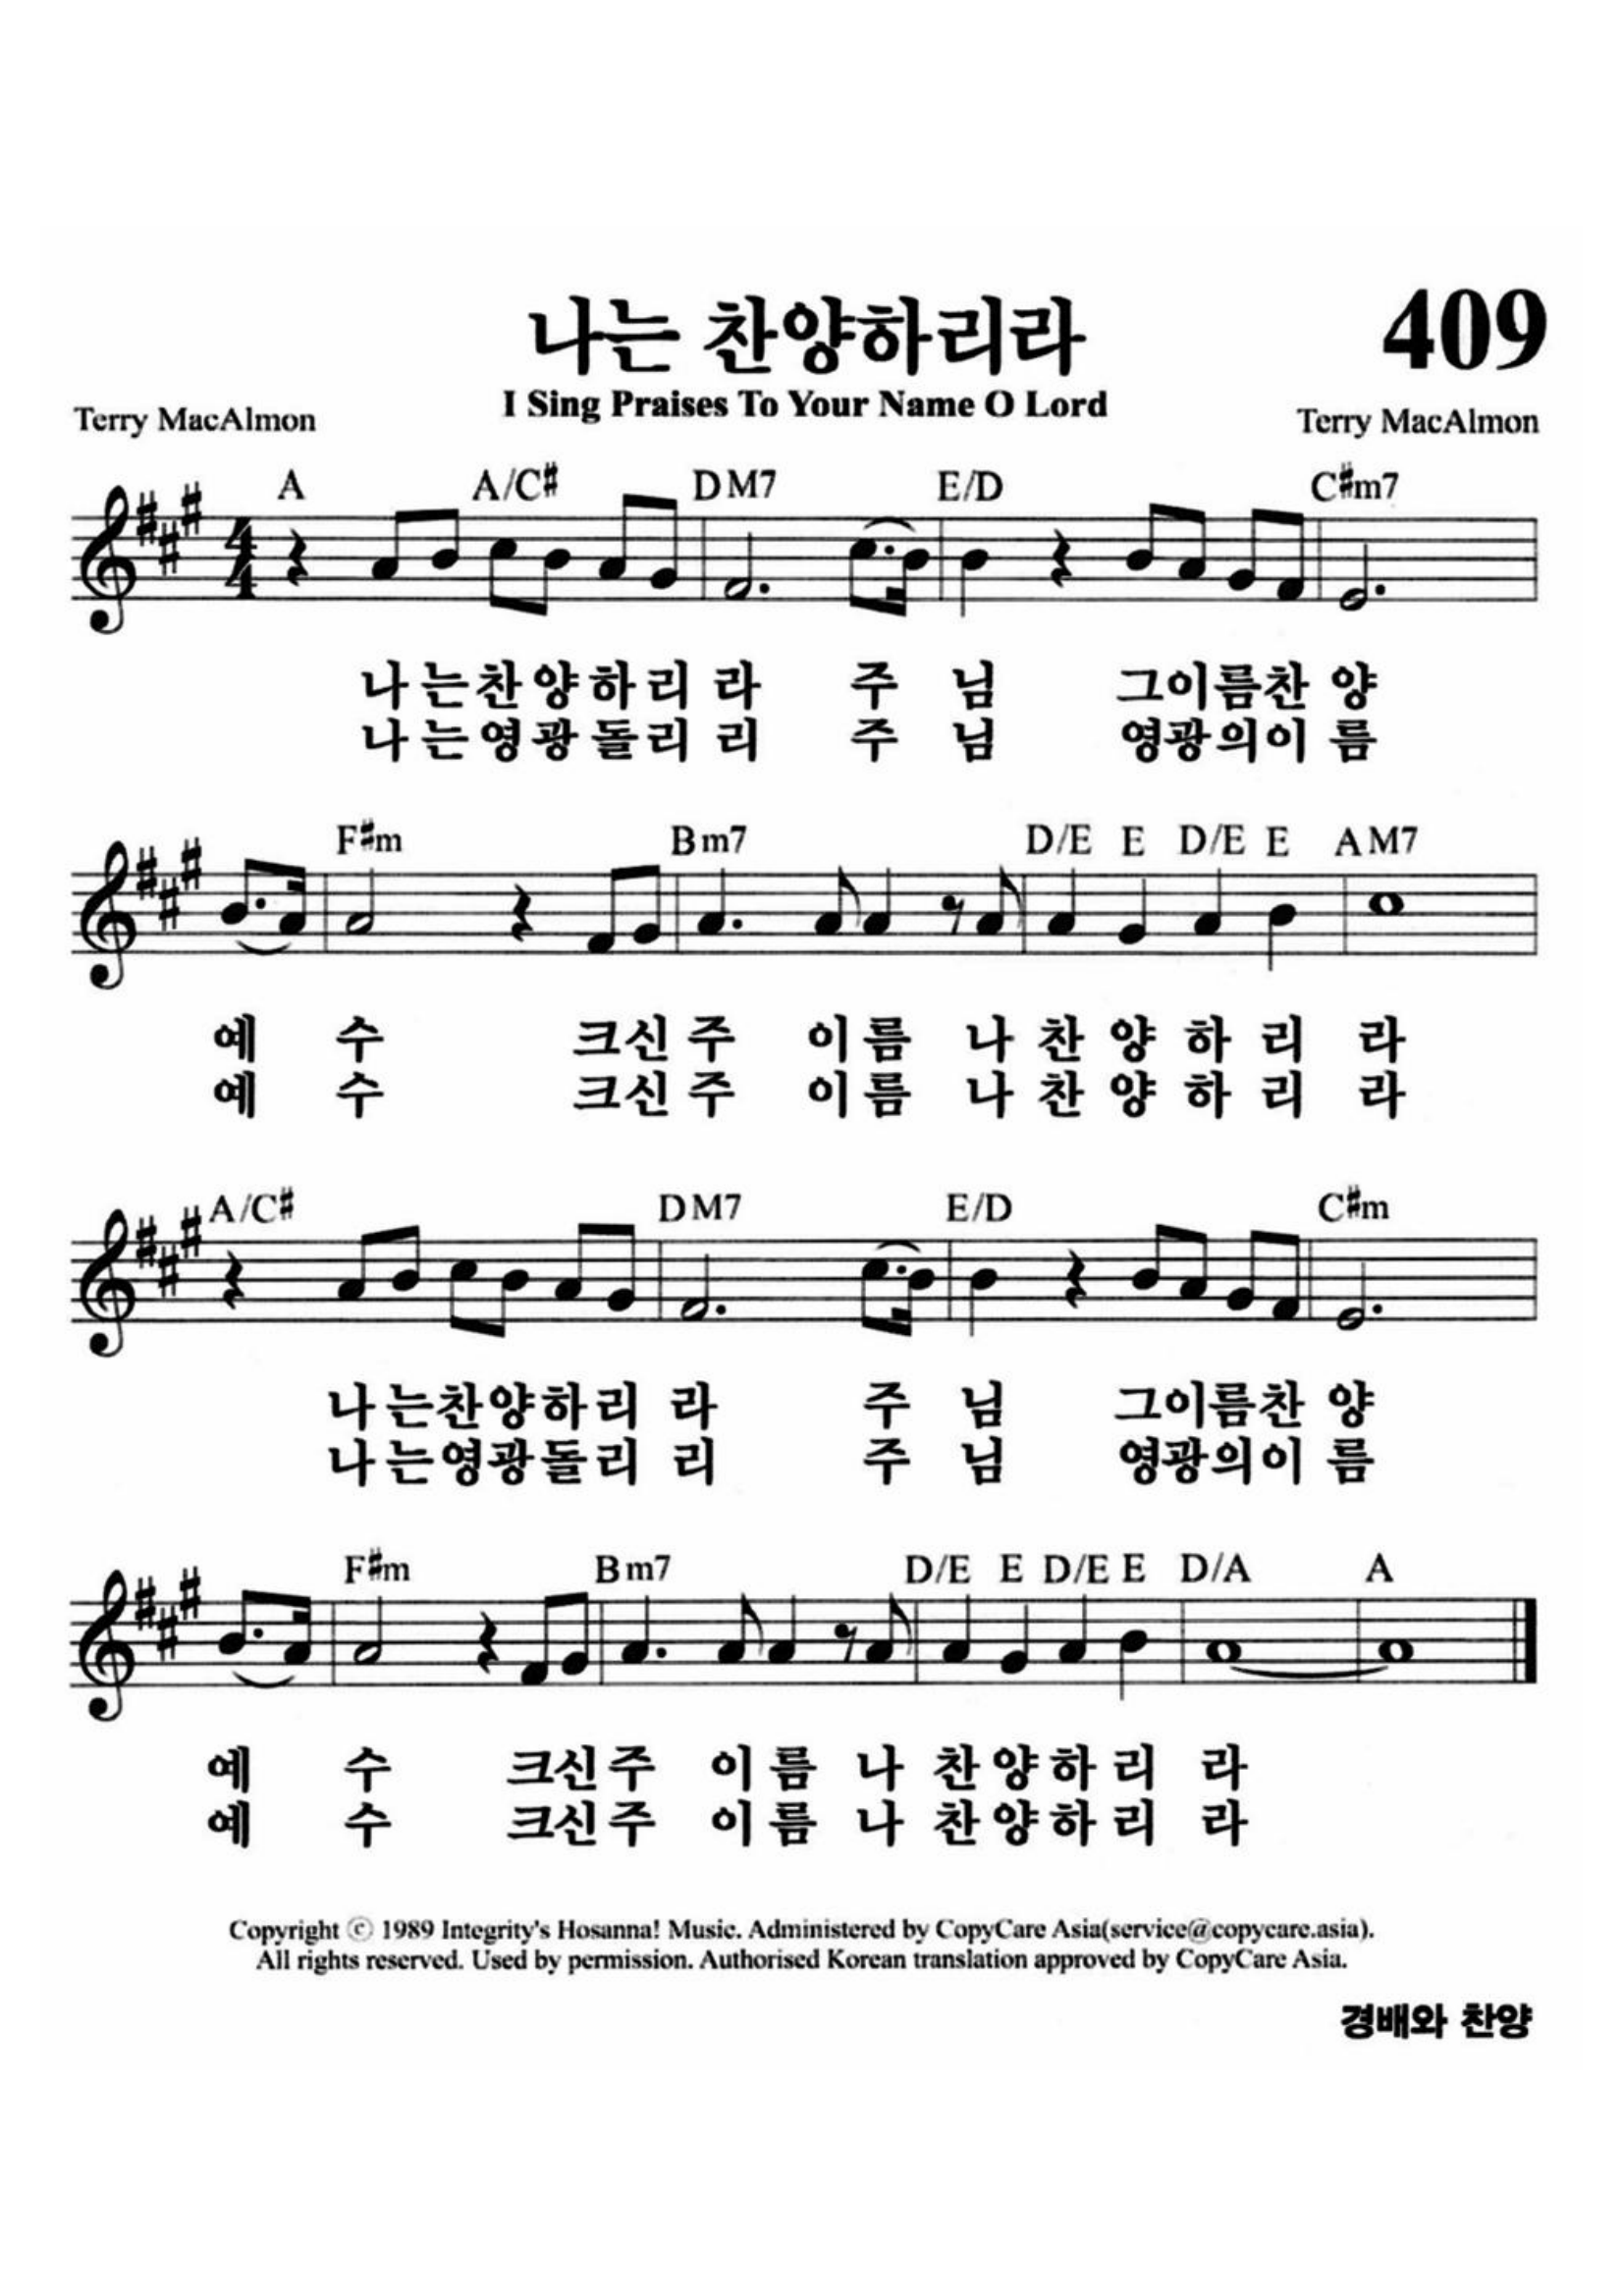 나는 찬양하리라
409
I Sing Praises To Your Name O Lord
Terry MacAlmon
Terry MacAlmon
A A/C# DM7 E/D C#m7
4/4
나는찬양하리라 주 님 그이름찬 양
나는영광돌리리 주 님 영광의이 름
F#m Bm7 D/E E D/E E AM7
예 수 크신주 이름 나 찬 양 하 리 라
예 수 크신주 이름 나 찬 양 하 리 라
A/C# DM7 E/D C#m
나는찬양하리 라 주 님 그이름찬 양
나는영광돌리 리 주 님 영광의이 름
F#m Bm7 D/E E D/E E D/A A
예 수 크신주 이 름 나 찬양하 리 라
예 수 크신주 이 름 나 찬양하 리 라
Copyright © 1989 Integrity's Hosanna! Music. Administered by CopyCare Asia(service@copycare.asia).
All rights reserved. Used by permission. Authorised Korean translation approved by CopyCare Asia.
경배와 찬양